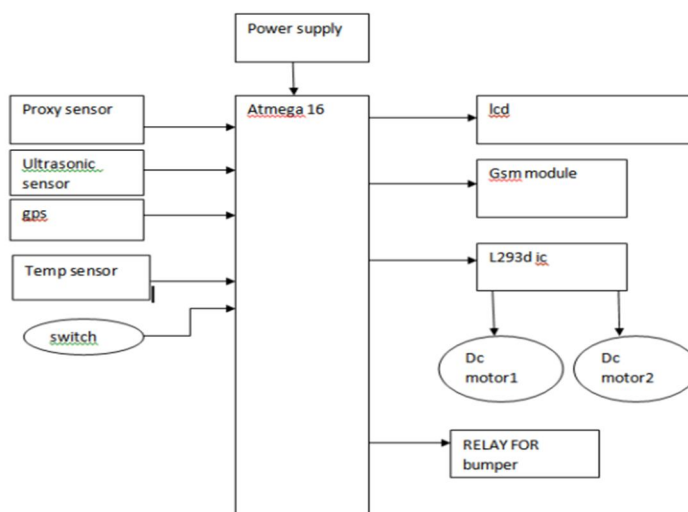 Power supply
Proxy sensor
Atmega 16
lcd
Ultrasonic
sensor
Gsm module
gps
L293d ic
Temp sensor
switch
Dc
motor1
Dc
motor2
RELAY FOR
bumper